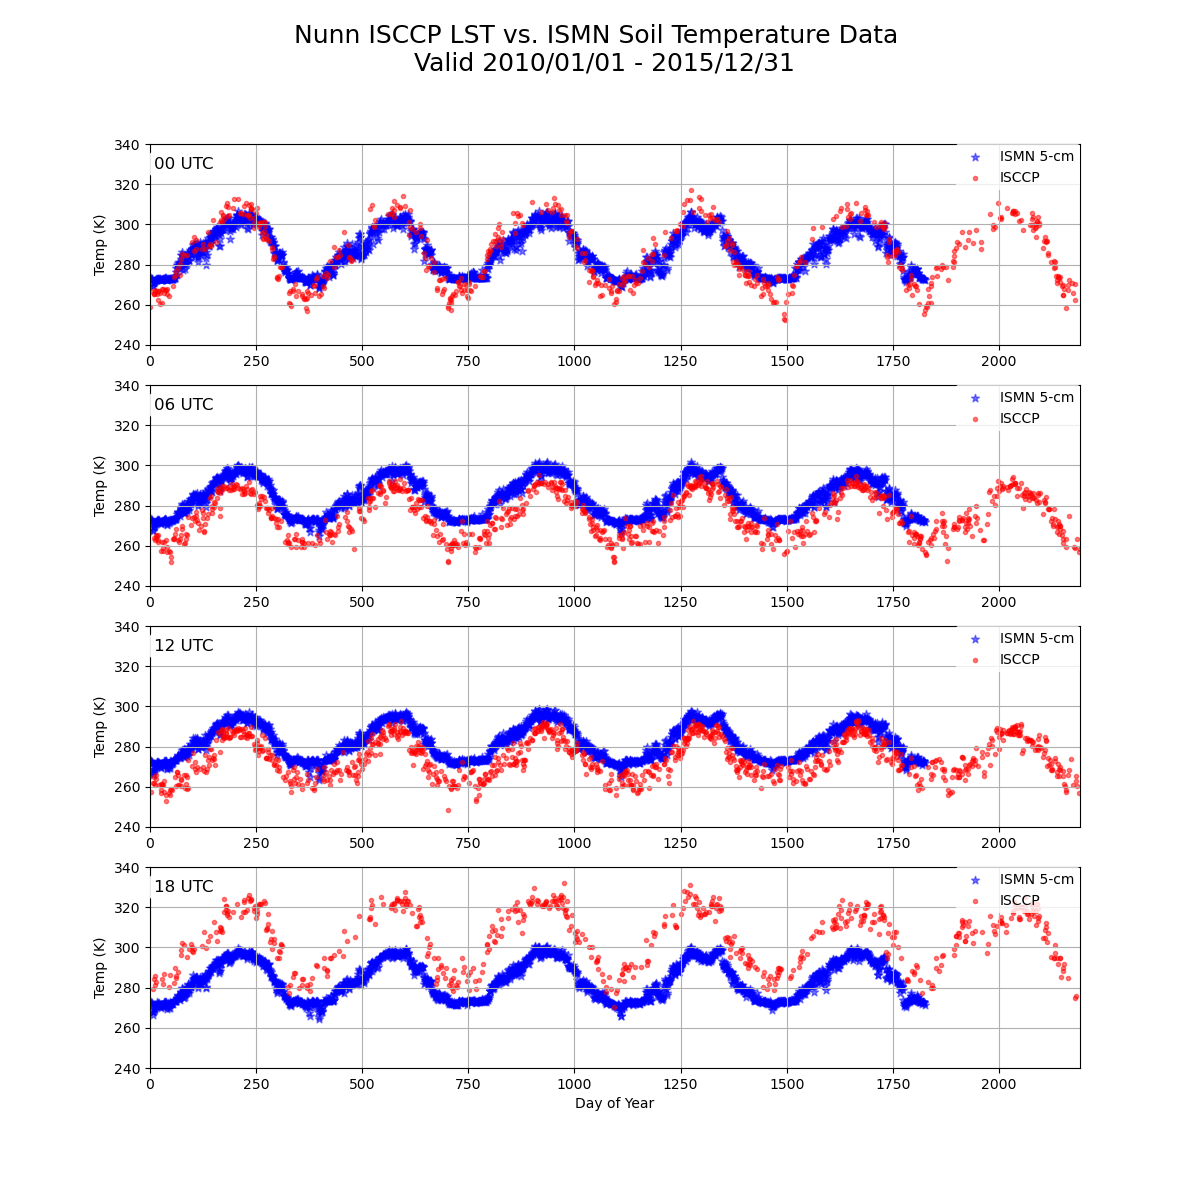 Nunn ISCCP LST vs. ISMN Soil Temperature Data
Valid 2010/01/01 - 2015/12/31
340
320
300
280
260
240
Temp (K)
00 UTC
ISMN 5-cm
ISCCP
0 250 500 750 1000 1250 1500 1750 2000
340
320
300
280
260
240
Temp (K)
06 UTC
ISMN 5-cm
ISCCP
0 250 500 750 1000 1250 1500 1750 2000
340
320
300
280
260
240
Temp (K)
12 UTC
ISMN 5-cm
ISCCP
0 250 500 750 1000 1250 1500 1750 2000
340
320
300
280
260
240
Temp (K)
18 UTC
ISMN 5-cm
ISCCP
0 250 500 750 1000 1250 1500 1750 2000
Day of Year